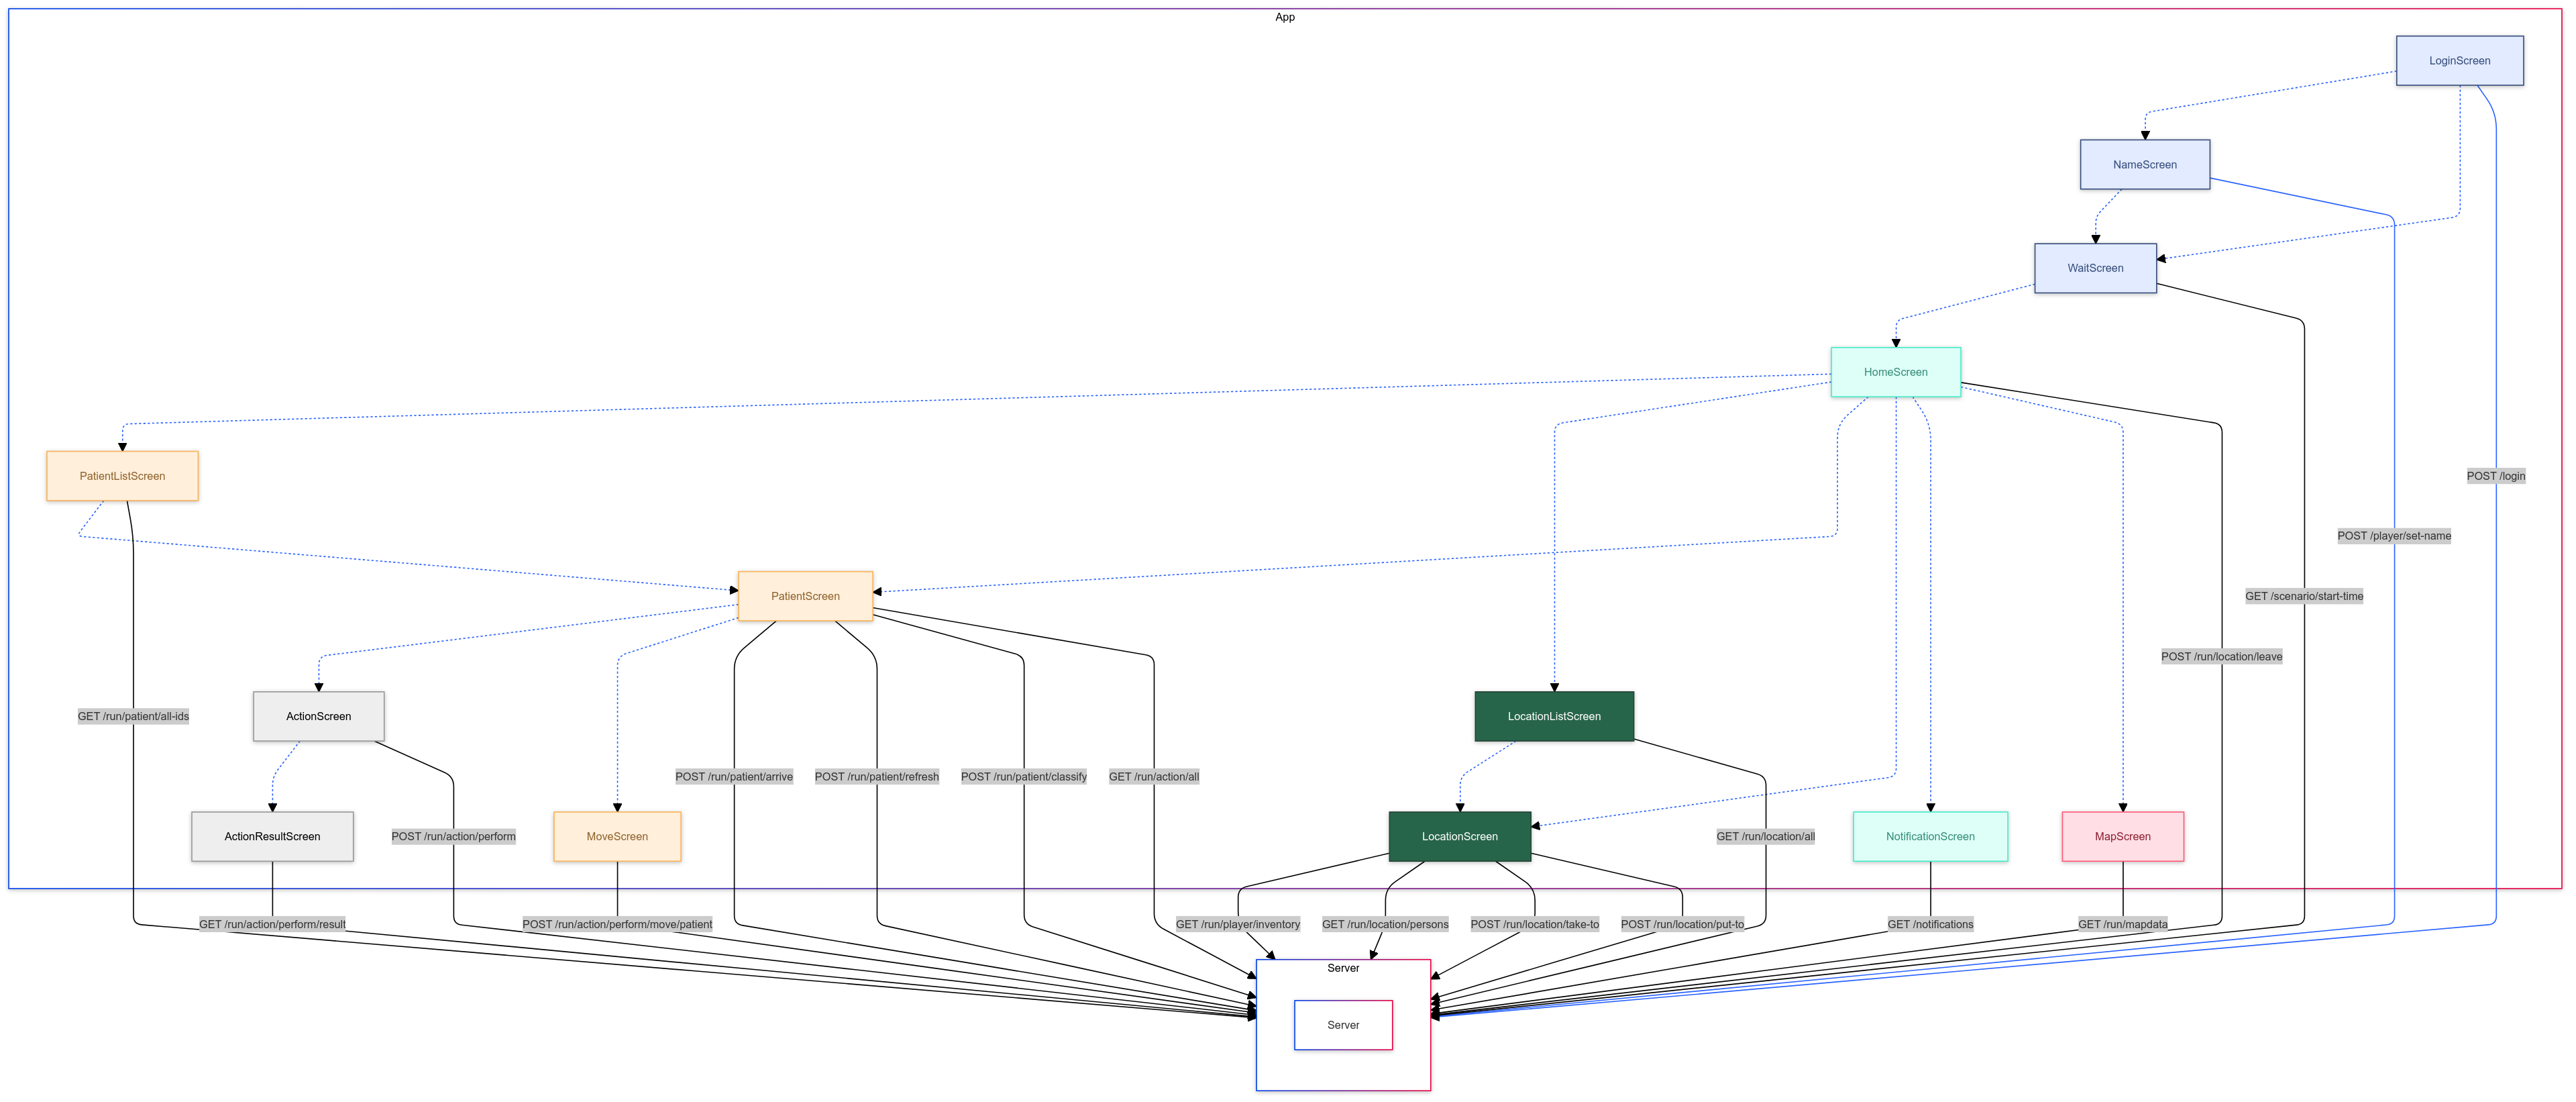 App
LoginScreen
NameScreen
WaitScreen
HomeScreen
PatientListScreen
POST /login
POST /player/set-name
PatientScreen
GET /scenario/start-time
POST /run/location/leave
GET /run/patient/all-ids
ActionScreen
LocationListScreen
POST /run/patient/arrive
POST /run/patient/refresh
POST /run/patient/classify
GET /run/action/all
ActionResultScreen
POST /run/action/perform
MoveScreen
LocationScreen
GET /run/location/all
NotificationScreen
MapScreen
GET /run/action/perform/result
POST /run/action/perform/move/patient
GET /run/player/inventory
GET /run/location/persons
POST /run/location/take-to
POST /run/location/put-to
GET /notifications
GET /run/mapdata
Server
Server